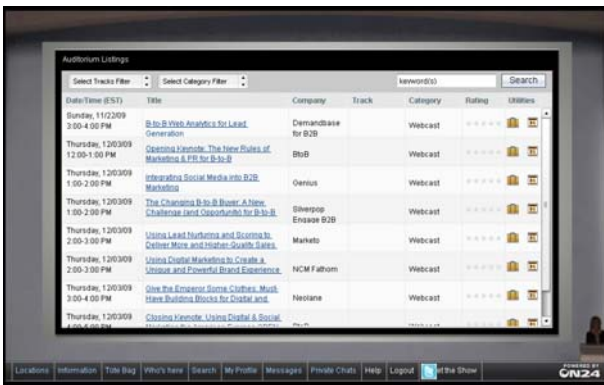 Auditorium Listings
Select Tracks Filter Select Category Filter keyword(s) Search
Date/Time (EST) Title Company Track Category Rating Utilities
Sunday, 11/22/09
3:00-4:00 PM
B-to-B Web Analytics for Lead
Generation
Demandbase
for B2B
Webcast
Thursday, 12/03/09
12:00-1:00 PM
Opening Keynote: The New Rules of
Marketing & PR for B-to-B
BtoB
Webcast
Thursday, 12/03/09
1:00-2:00 PM
Integrating Social Media into B2B
Marketing
Genius
Webcast
Thursday, 12/03/09
1:00-2:00 PM
The Changing B-to-B Buyer: A New
Challenge (and Opportunity) for B-to-B
Silverpop
Engage B2B
Webcast
Thursday, 12/03/09
2:00-3:00 PM
Using Lead Nurturing and Scoring to
Deliver More and Higher-Quality Sales
Marketo
Webcast
Thursday, 12/03/09
2:00-3:00 PM
Using Digital Marketing to Create a
Unique and Powerful Brand Experience
NCM Fathom
Webcast
Thursday, 12/03/09
3:00-4:00 PM
Give the Emperor Some Clothes: Must-
Have Building Blocks for Digital and
Neolane
Webcast
Thursday, 12/03/09
Closing Keynote: Using Digital & Social
Locations Information Tote Bag Who's here Search My Profile Messages Private Chats Help Logout etthe Show
POWERED BY
ON24